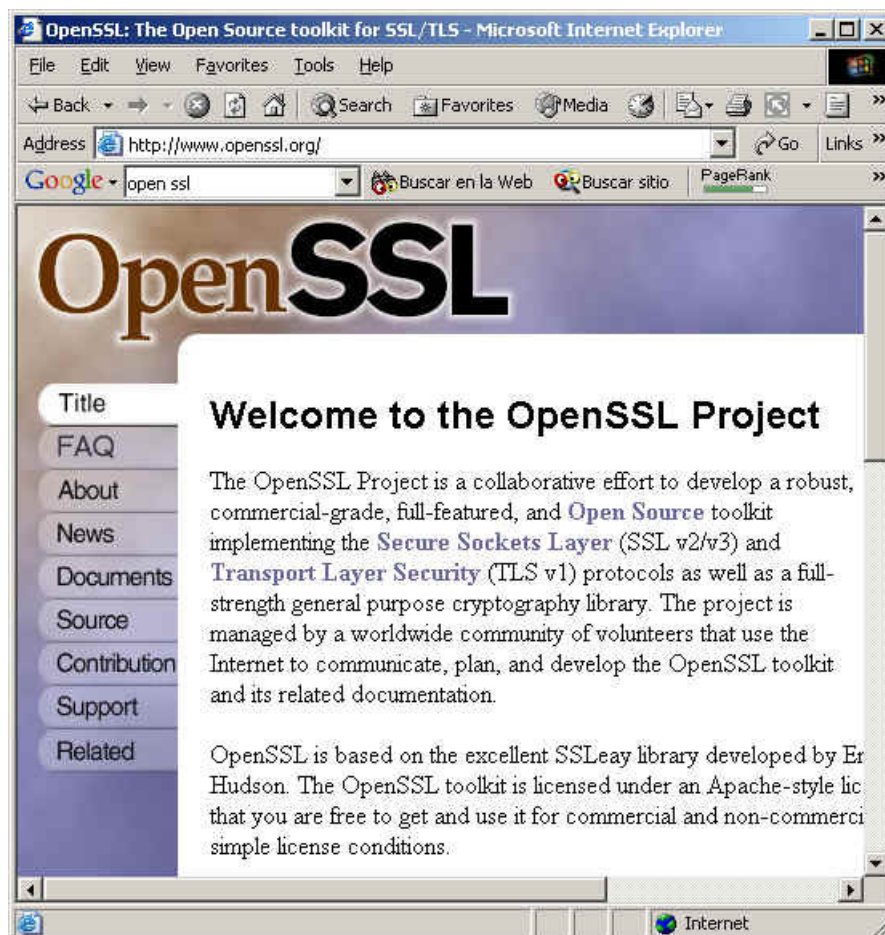 OpenSSL: The Open Source toolkit for SSL/TLS - Microsoft Internet Explorer
File Edit View Favorites Tools Help
Back Search Favorites Media
Address http://www.openssl.org/ Go Links »
Google open ssl Buscar en la Web Buscar sitio PageRank »
OpenSSL
Title
FAQ
About
News
Documents
Source
Contribution
Support
Related
Welcome to the OpenSSL Project
The OpenSSL Project is a collaborative effort to develop a robust,
commercial-grade, full-featured, and Open Source toolkit
implementing the Secure Sockets Layer (SSL v2/v3) and
Transport Layer Security (TLS v1) protocols as well as a full-
strength general purpose cryptography library. The project is
managed by a worldwide community of volunteers that use the
Internet to communicate, plan, and develop the OpenSSL toolkit
and its related documentation.
OpenSSL is based on the excellent SSLeay library developed by Er
Hudson. The OpenSSL toolkit is licensed under an Apache-style lic
that you are free to get and use it for commercial and non-commerci
simple license conditions.
Internet